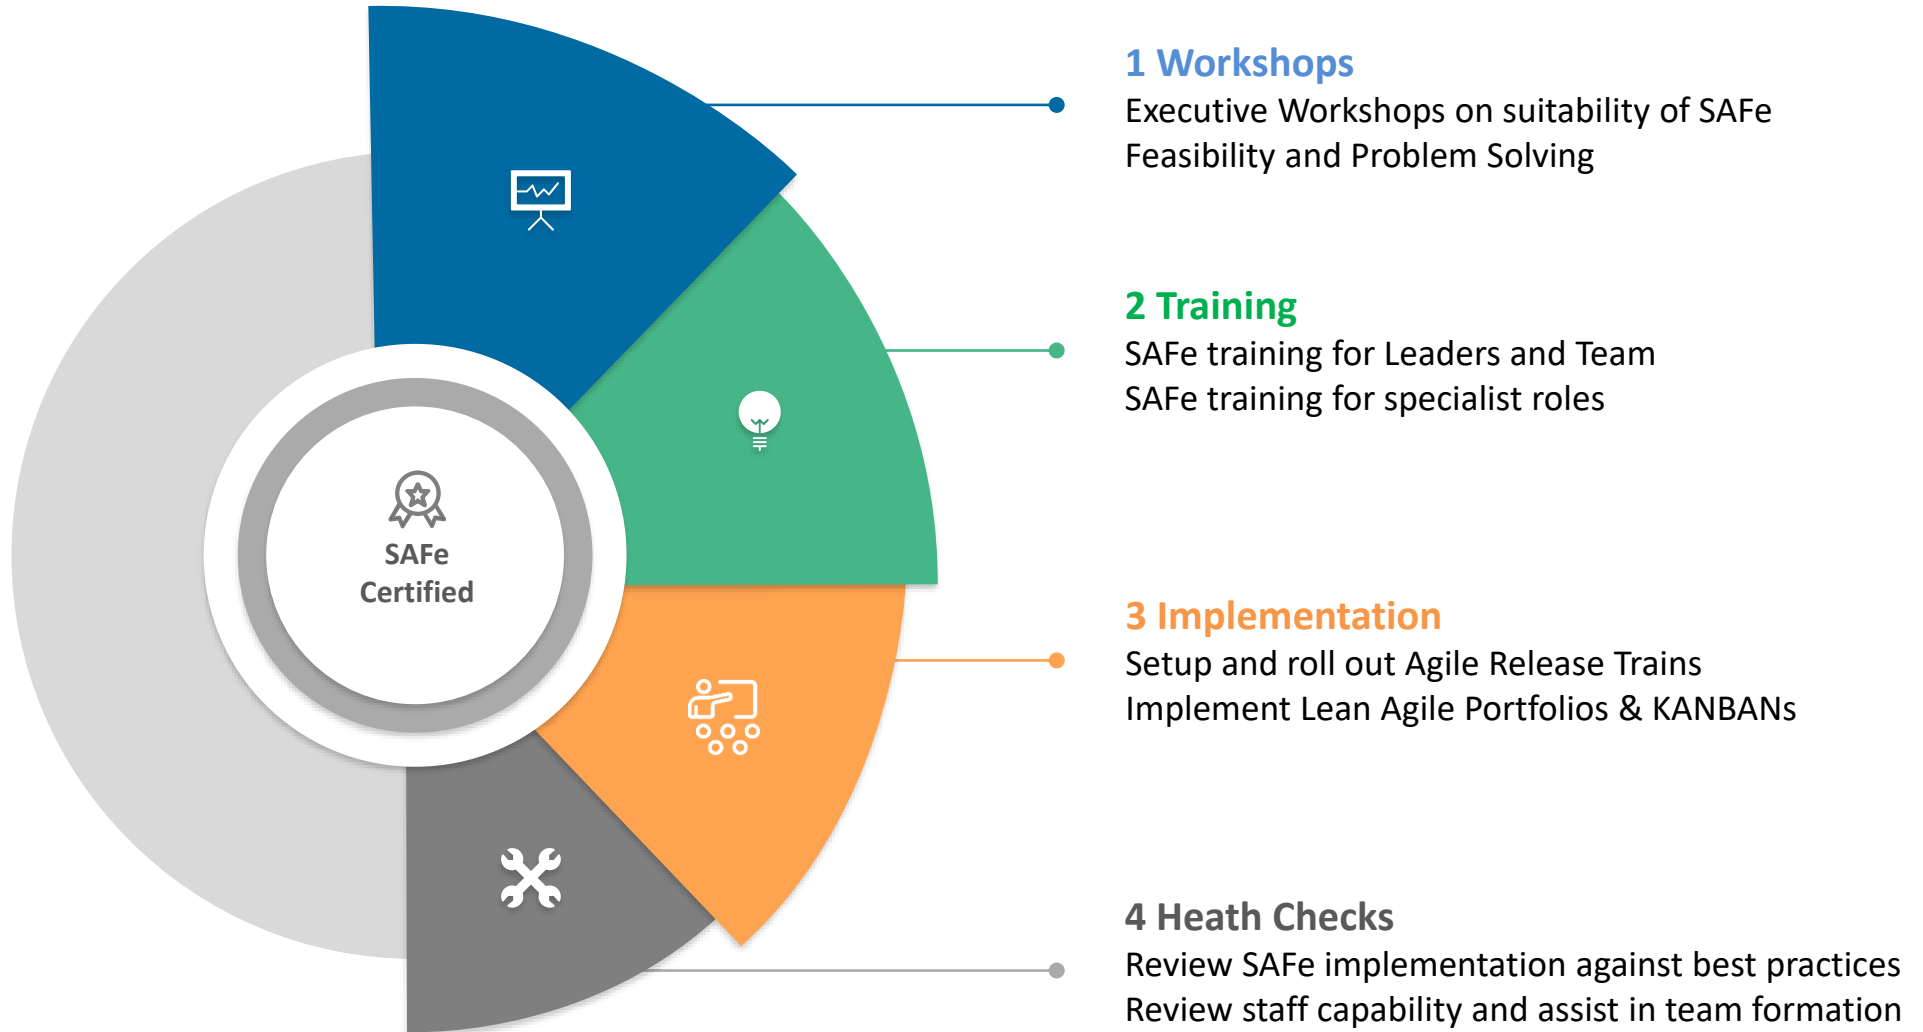 1 Workshops
Executive Workshops on suitability of SAFe
Feasibility and Problem Solving
2 Training
SAFe training for Leaders and Team
SAFe training for specialist roles
SAFe
Certified
3 Implementation
Setup and roll out Agile Release Trains
Implement Lean Agile Portfolios & KANBANs
4 Heath Checks
Review SAFe implementation against best practices
Review staff capability and assist in team formation